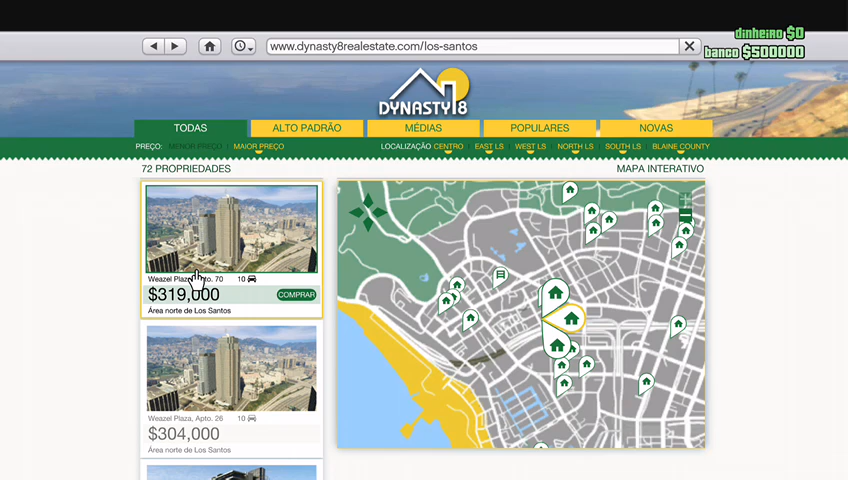 dinheiro $0
www.dynasty8realestate.com/los-santos
banco $500000
DYNASTY 8
TODAS
ALTO PADRÃO
MÉDIAS
POPULARES
NOVAS
PREÇO: MENOR PREÇO | MAIOR PREÇO
LOCALIZAÇÃO CENTRO | EAST LS | WEST LS | NORTH LS | SOUTH LS | BLAINE COUNTY
72 PROPRIEDADES
MAPA INTERATIVO
Weazel Plaza, Apto. 70 10
$319,000
COMPRAR
Área norte de Los Santos
Weazel Plaza, Apto. 26 10
$304,000
Área norte de Los Santos